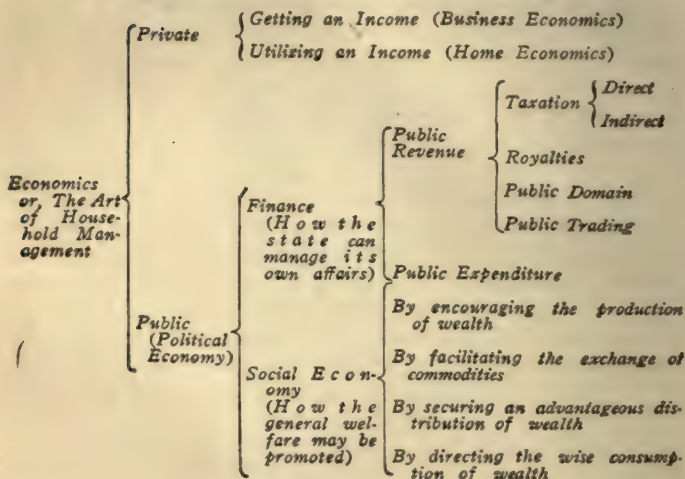 Private
Getting an Income (Business Economics)
Utilizing an Income (Home Economics)
Economics
or, The Art
of House-
hold Man-
agement
Public
(Political
Economy)
Finance
(How the
state can
manage its
own affairs)
Public
Revenue
Taxation
Direct
Indirect
Royalties
Public Domain
Public Trading
Public Expenditure
Social Econ-
omy
(How the
general wel-
fare may be
promoted)
By encouraging the production
of wealth
By facilitating the exchange of
commodities
By securing an advantageous dis-
tribution of wealth
By directing the wise consump-
tion of wealth